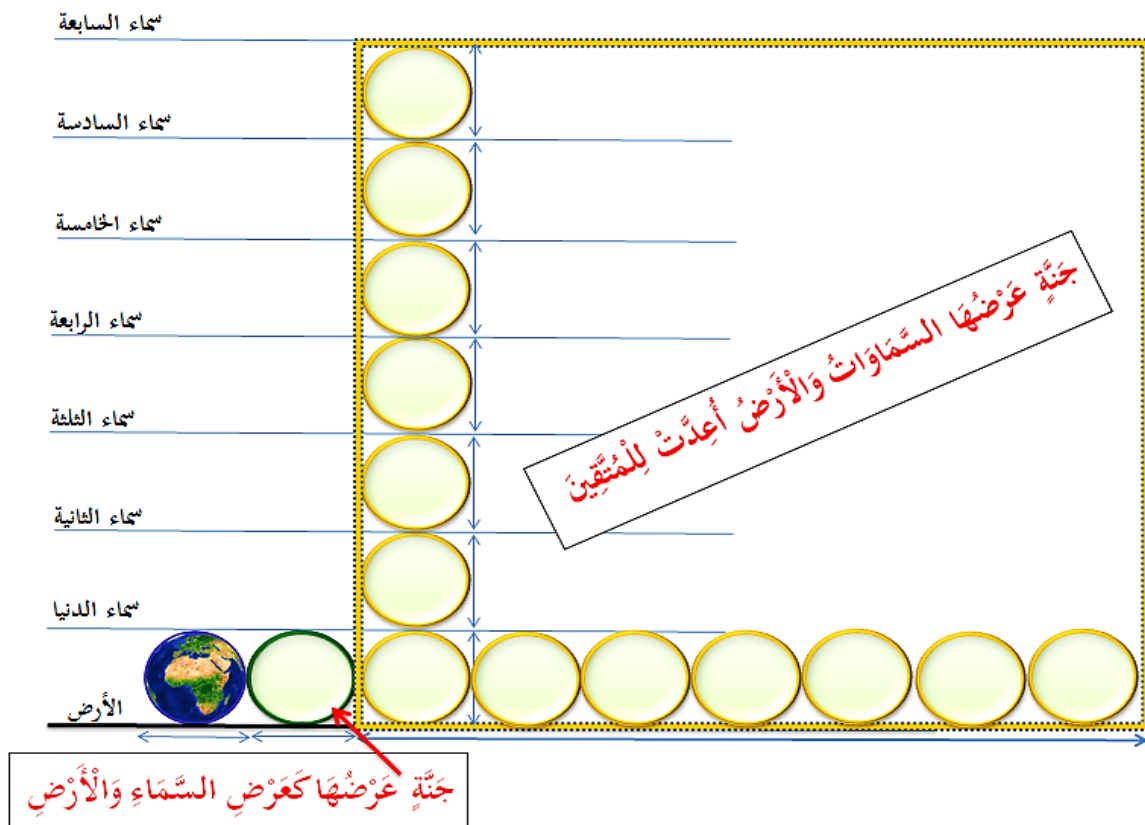 سماء السابعة
سماء السادسة
سماء الخامسة
سماء الرابعة
سماء الثلثة
سماء الثانية
سماء الدنيا
الأرض
جَنَّةٍ عَرْضُهَا السَّمَاوَاتُ وَالْأَرْضُ أُعِدَّتْ لِلْمُتَّقِينَ
جَنَّةٍ عَرْضُهَا كَعَرْضِ السَّمَاءِ وَالْأَرْضِ